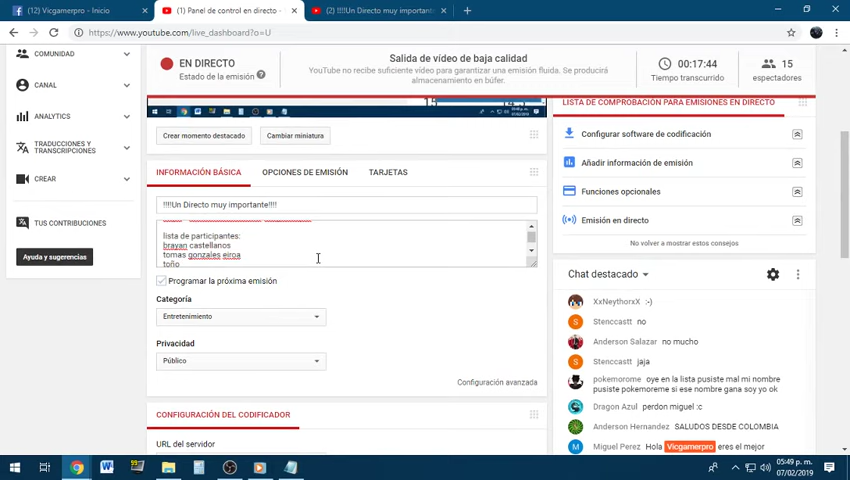 (12) Vicgamerpro - Inicio
(1) Panel de control en directo -
(2) !!!!Un Directo muy importante
https://www.youtube.com/live_dashboard?o=U
COMUNIDAD
CANAL
ANALYTICS
TRADUCCIONES Y
TRANSCRIPCIONES
CREAR
TUS CONTRIBUCIONES
Ayuda y sugerencias
EN DIRECTO
Estado de la emisión
Salida de vídeo de baja calidad
YouTube no recibe suficiente vídeo para garantizar una emisión fluida. Se producirá
almacenamiento en búfer.
00:17:44
Tiempo transcurrido
15
espectadores
Crear momento destacado
Cambiar miniatura
INFORMACIÓN BÁSICA
OPCIONES DE EMISIÓN
TARJETAS
!!!!Un Directo muy importante!!!!
lista de participantes:
brayan castellanos
tomas gonzales eiroa
toño
Programar la próxima emisión
Categoría
Entretenimiento
Privacidad
Público
Configuración avanzada
CONFIGURACIÓN DEL CODIFICADOR
URL del servidor
LISTA DE COMPROBACIÓN PARA EMISIONES EN DIRECTO
Configurar software de codificación
Añadir información de emisión
Funciones opcionales
Emisión en directo
No volver a mostrar estos consejos
Chat destacado
XxNeythorxX :-)
Stenccastt no
Anderson Salazar no mucho
Stenccastt jaja
pokemorome oye en la lista pusiste mal mi nombre
pusiste pokemorome si ese nombre gana soy yo ok
Dragon Azul perdon miguel :c
Anderson Hernandez SALUDOS DESDE COLOMBIA
Miguel Perez Hola Vicgamerpro eres el mejor
05:49 p. m.
07/02/2019